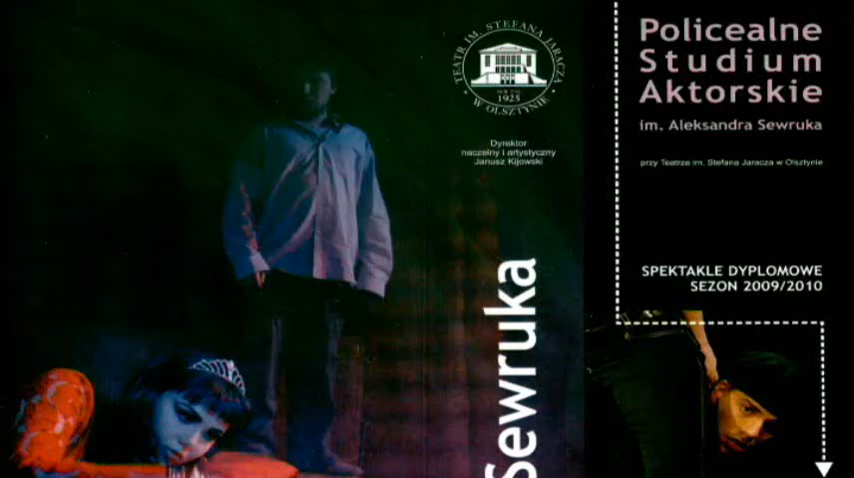 TEATR IM. STEFANA JARACZA
W OLSZTYNIE
1925
Dyrektor
naczelny i artystyczny
Janusz Kijowski
Sewruka
Policealne
Studium
Aktorskie
im. Aleksandra Sewruka
przy Teatrze im. Stefana Jaracza w Olsztynie
SPEKTAKLE DYPLOMOWE
SEZON 2009/2010